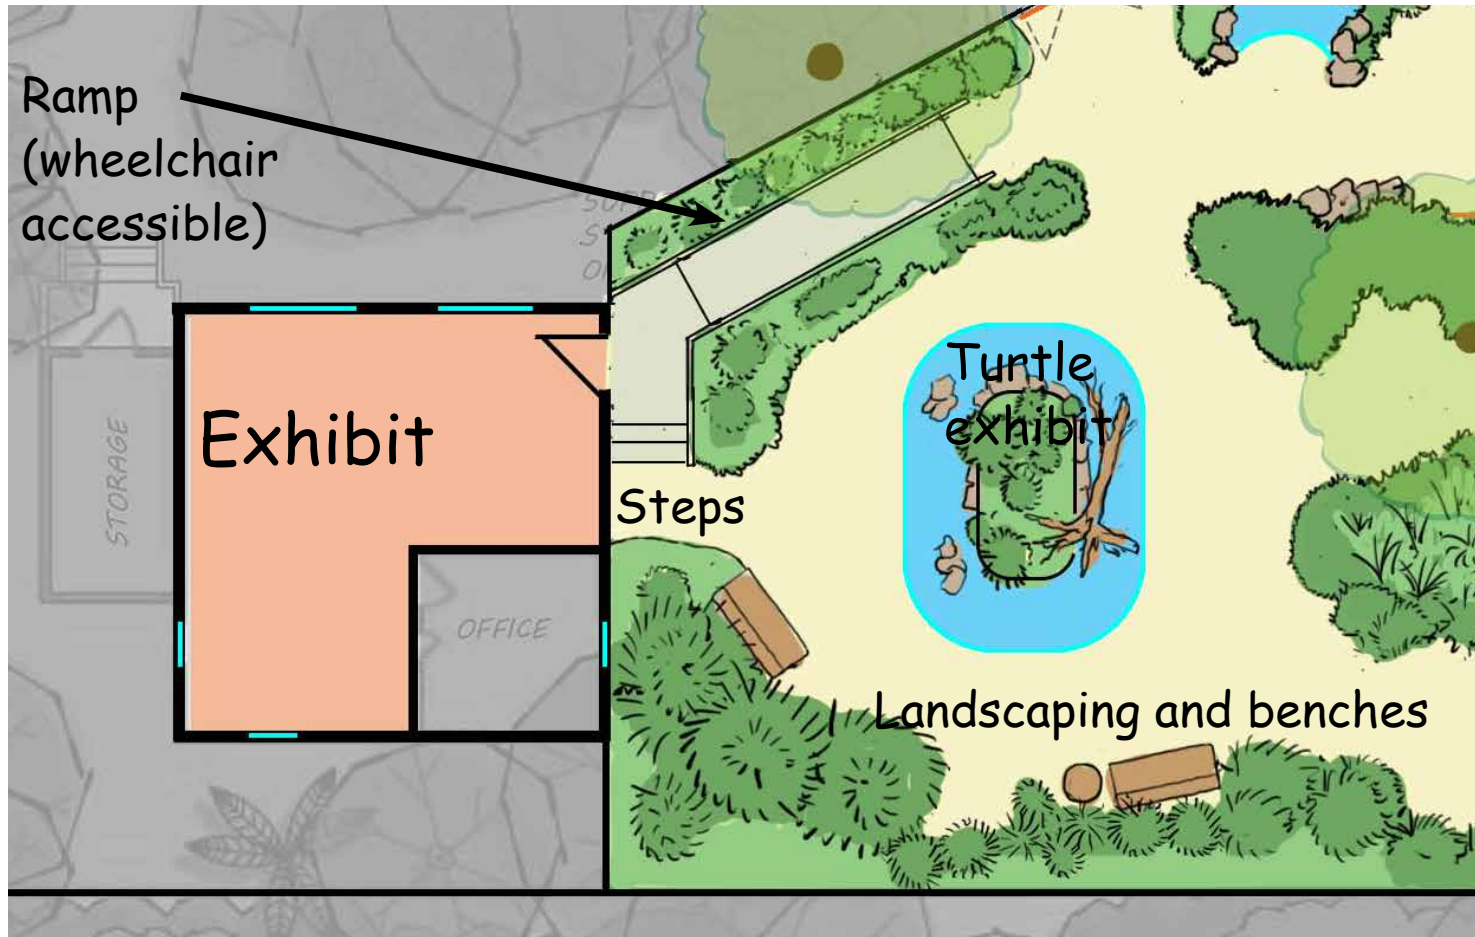 Ramp
(wheelchair
accessible)
Exhibit
STORAGE
OFFICE
Steps
Turtle
exhibit
Landscaping and benches